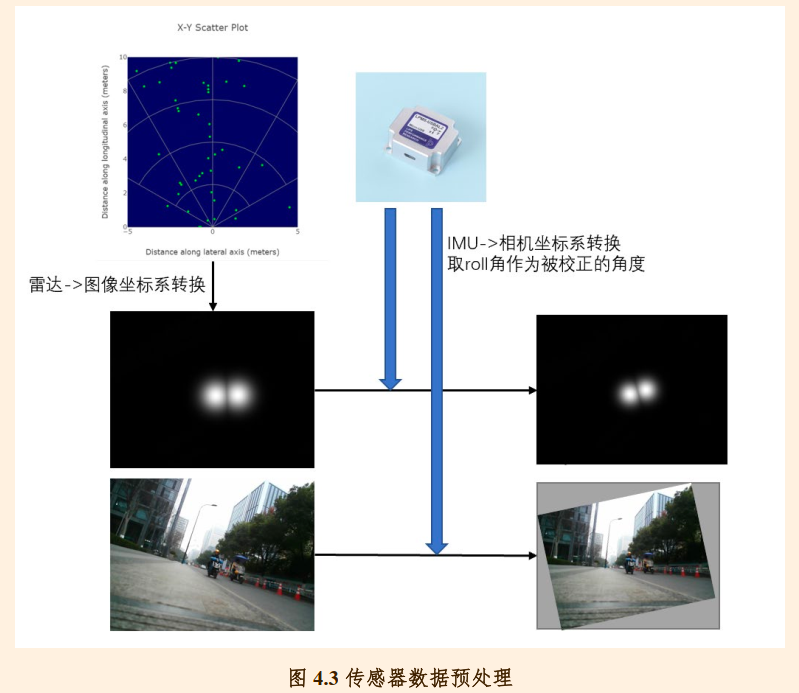 X-Y Scatter Plot
Distance along longitudinal axis (meters)
10
8
6
4
2
0
-5
0
5
Distance along lateral axis (meters)
IMU->相机坐标系转换
取roll角作为被校正的角度
雷达->图像坐标系转换
图 4.3 传感器数据预处理